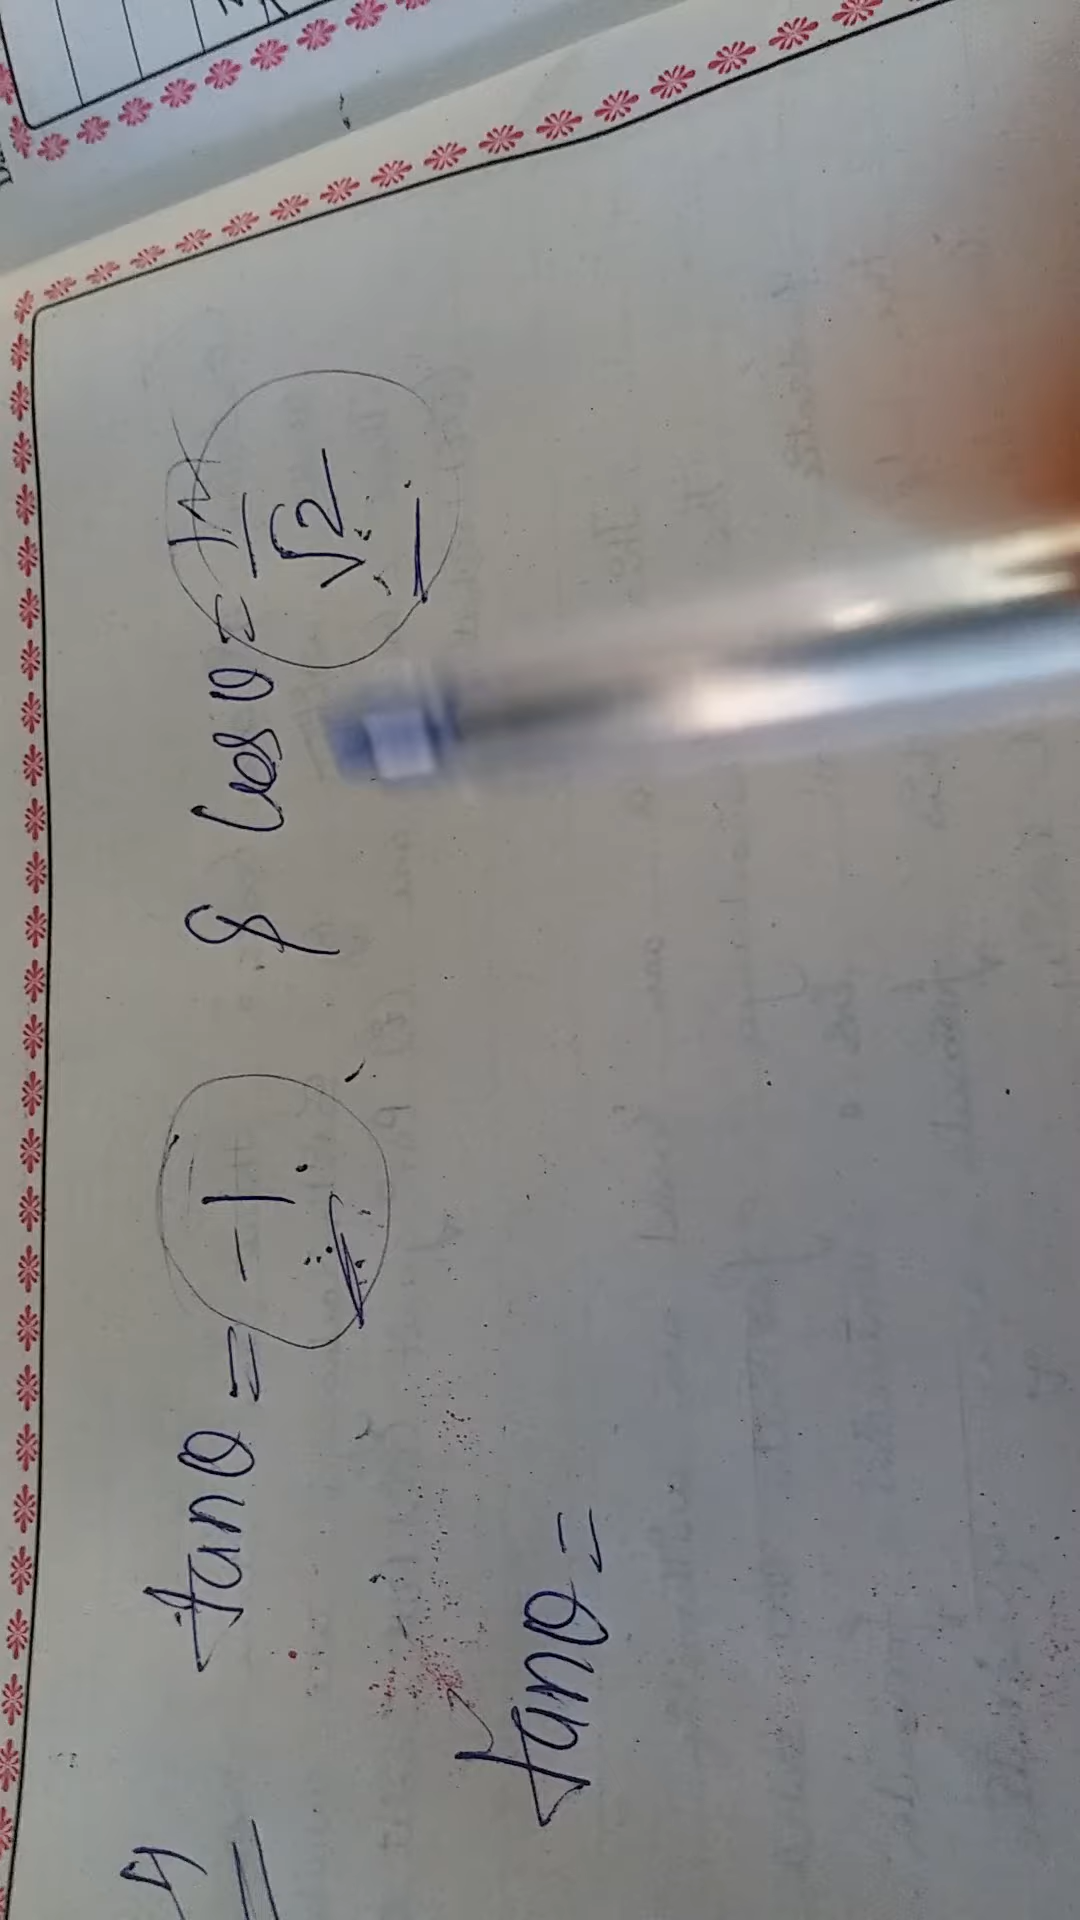 tanθ = -1. & Cosθ = 1/√2
tanθ =